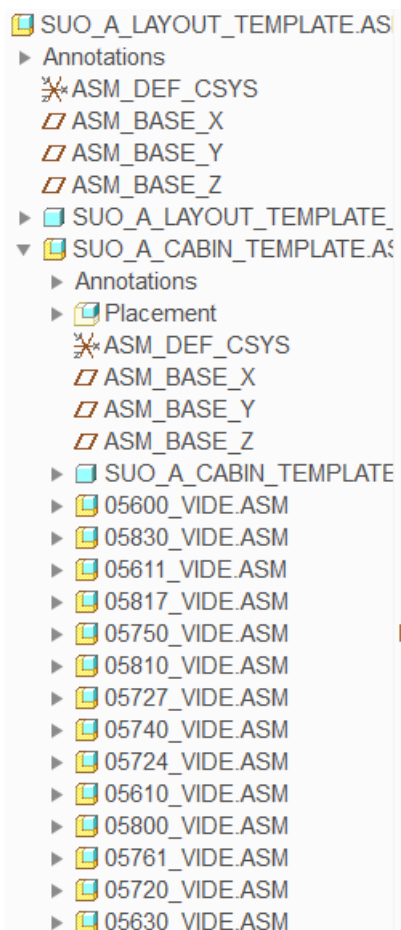 SUO_A_LAYOUT_TEMPLATE.AS
Annotations
ASM_DEF_CSYS
ASM_BASE_X
ASM_BASE_Y
ASM_BASE_Z
SUO_A_LAYOUT_TEMPLATE_
SUO_A_CABIN_TEMPLATE.AS
Annotations
Placement
ASM_DEF_CSYS
ASM_BASE_X
ASM_BASE_Y
ASM_BASE_Z
SUO_A_CABIN_TEMPLATE
05600_VIDE.ASM
05830_VIDE.ASM
05611_VIDE.ASM
05817_VIDE.ASM
05750_VIDE.ASM
05810_VIDE.ASM
05727_VIDE.ASM
05740_VIDE.ASM
05724_VIDE.ASM
05610_VIDE.ASM
05800_VIDE.ASM
05761_VIDE.ASM
05720_VIDE.ASM
05630_VIDE.ASM